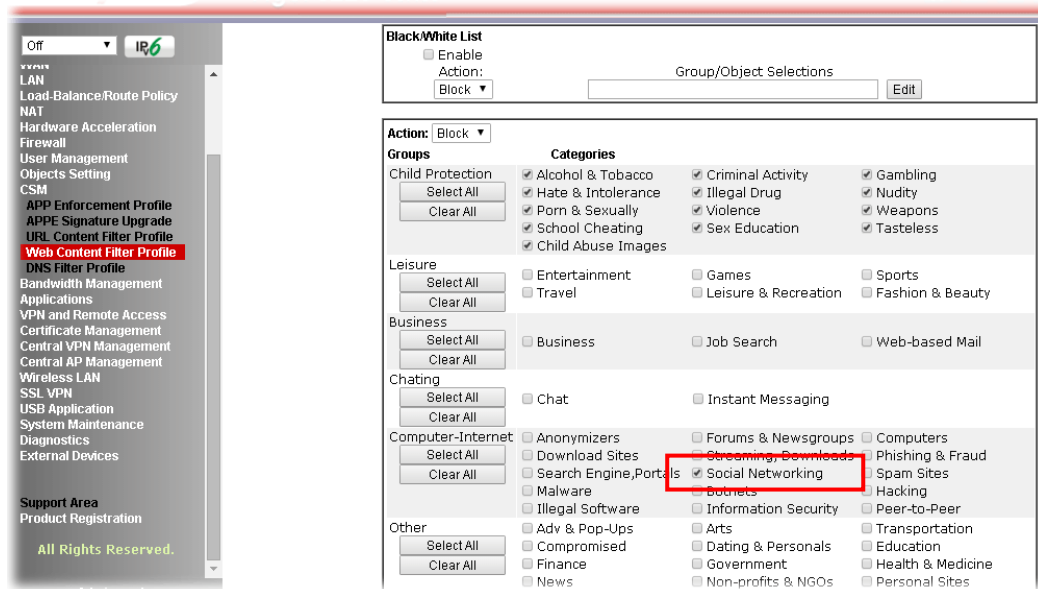 Off
IPv6
WAN
LAN
Load-Balance/Route Policy
NAT
Hardware Acceleration
Firewall
User Management
Objects Setting
CSM
APP Enforcement Profile
APPE Signature Upgrade
URL Content Filter Profile
Web Content Filter Profile
DNS Filter Profile
Bandwidth Management
Applications
VPN and Remote Access
Certificate Management
Central VPN Management
Central AP Management
Wireless LAN
SSL VPN
USB Application
System Maintenance
Diagnostics
External Devices
Support Area
Product Registration
All Rights Reserved.
Black/White List
Enable
Action: Group/Object Selections
Block Edit
Action: Block
Groups Categories
Child Protection Alcohol & Tobacco Criminal Activity Gambling
Select All Hate & Intolerance Illegal Drug Nudity
Clear All Porn & Sexually Violence Weapons
School Cheating Sex Education Tasteless
Child Abuse Images
Leisure
Select All Entertainment Games Sports
Clear All Travel Leisure & Recreation Fashion & Beauty
Business
Select All Business Job Search Web-based Mail
Clear All
Chating
Select All Chat Instant Messaging
Clear All
Computer-Internet Anonymizers Forums & Newsgroups Computers
Select All Download Sites Streaming, Downloads Phishing & Fraud
Clear All Search Engine,Portals Social Networking Spam Sites
Malware Botnets Hacking
Illegal Software Information Security Peer-to-Peer
Other Adv & Pop-Ups Arts Transportation
Select All Compromised Dating & Personals Education
Clear All Finance Government Health & Medicine
News Non-profits & NGOs Personal Sites